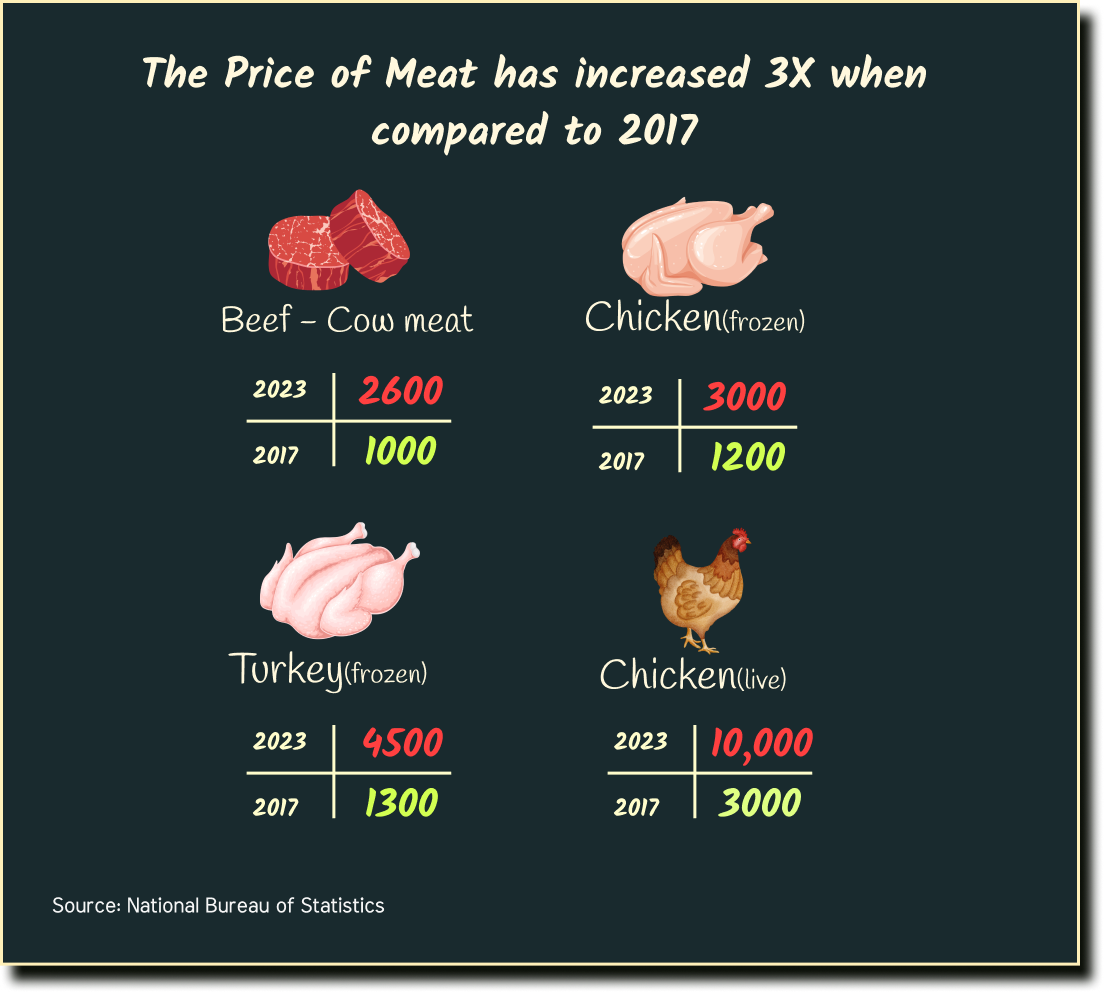 The Price of Meat has increased 3X when
compared to 2017
Beef - Cow meat
2023 2600
2017 1000
Chicken(frozen)
2023 3000
2017 1200
Turkey(frozen)
2023 4500
2017 1300
Chicken(live)
2023 10,000
2017 3000
Source: National Bureau of Statistics